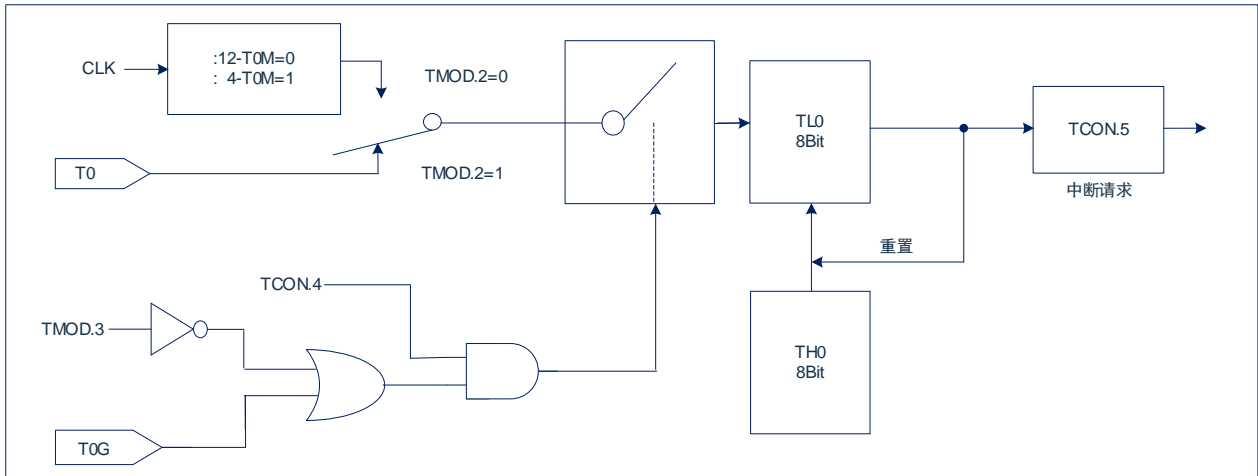 :12-T0M=0
: 4-T0M=1
CLK
TMOD.2=0
TL0
8Bit
TCON.5
T0
TMOD.2=1
中断请求
重置
TCON.4
TMOD.3
TH0
8Bit
T0G